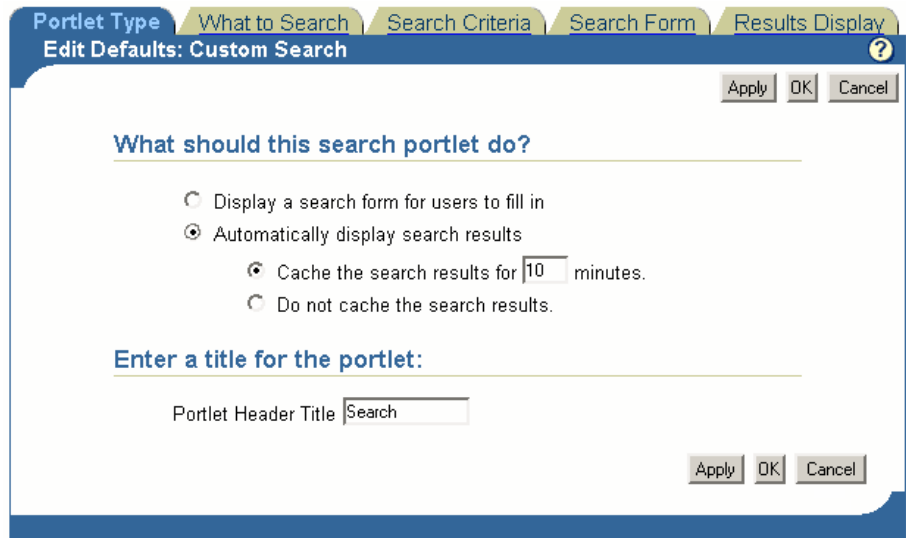 Portlet Type What to Search Search Criteria Search Form Results Display
Edit Defaults: Custom Search ?
Apply OK Cancel
What should this search portlet do?
Display a search form for users to fill in
Automatically display search results
Cache the search results for 10 minutes.
Do not cache the search results.
Enter a title for the portlet:
Portlet Header Title Search
Apply OK Cancel